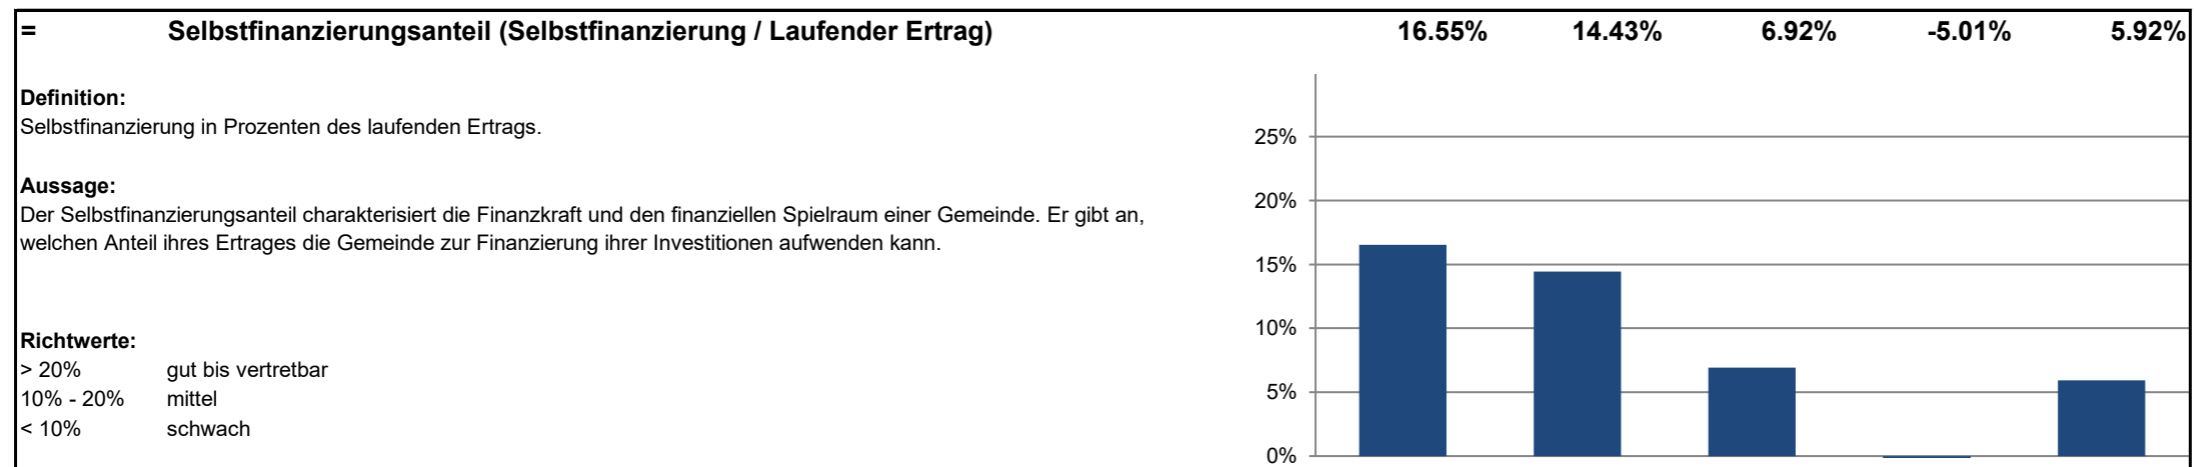 = Selbstfinanzierungsanteil (Selbstfinanzierung / Laufender Ertrag) 16.55% 14.43% 6.92% -5.01% 5.92%
Definition:
Selbstfinanzierung in Prozenten des laufenden Ertrags.
Aussage:
Der Selbstfinanzierungsanteil charakterisiert die Finanzkraft und den finanziellen Spielraum einer Gemeinde. Er gibt an,
welchen Anteil ihres Ertrages die Gemeinde zur Finanzierung ihrer Investitionen aufwenden kann.
Richtwerte:
> 20% gut bis vertretbar
10% - 20% mittel
< 10% schwach
25%
20%
15%
10%
5%
0%